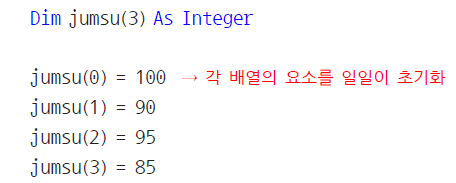 Dim jumsu(3) As Integer
jumsu(0) = 100 → 각 배열의 요소를 일일이 초기화
jumsu(1) = 90
jumsu(2) = 95
jumsu(3) = 85